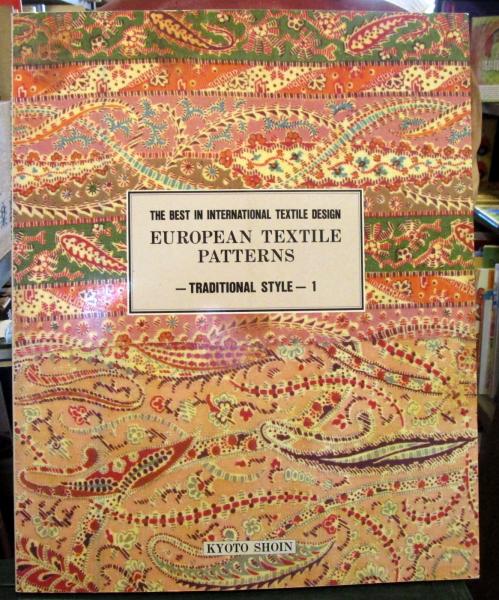 THE BEST IN INTERNATIONAL TEXTILE DESIGN
EUROPEAN TEXTILE
PATTERNS
— TRADITIONAL STYLE — 1
KYOTO SHOIN